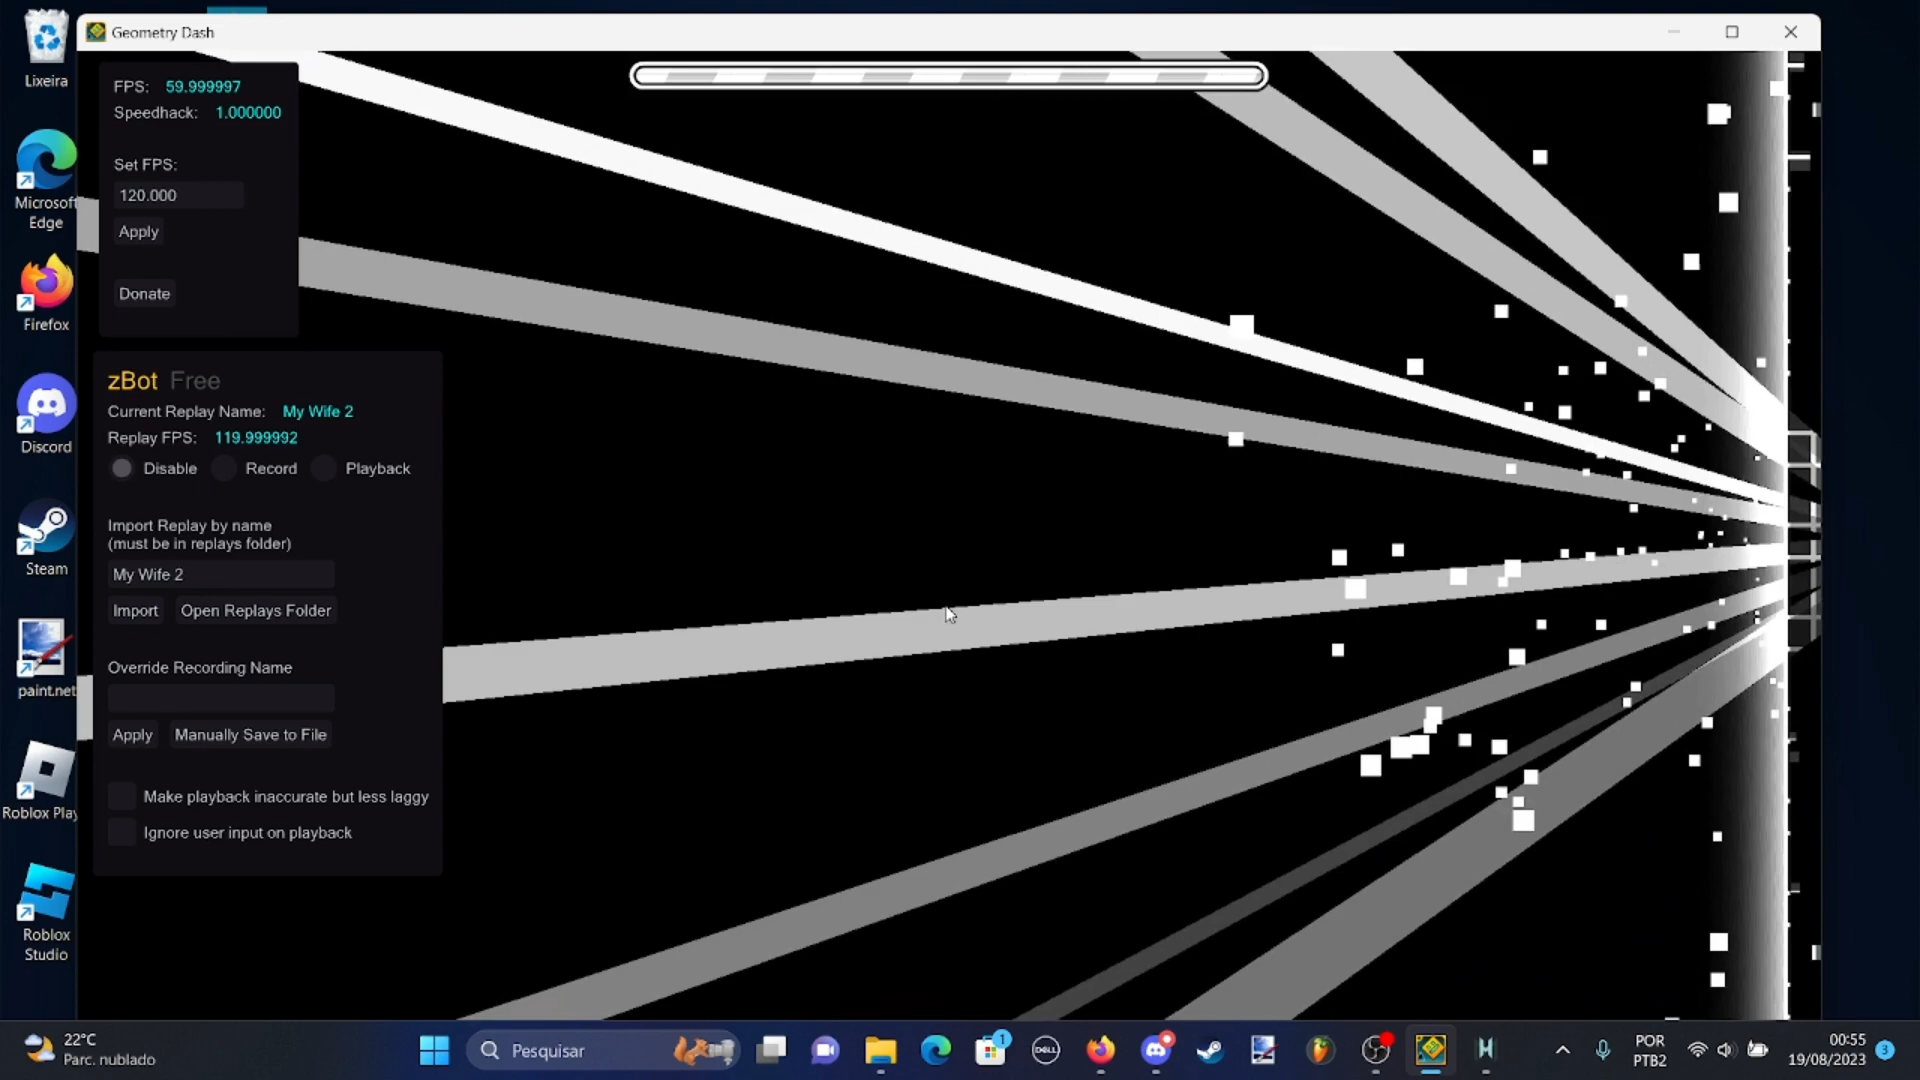 Geometry Dash
FPS: 59.999997
Speedhack: 1.000000
Set FPS:
120.000
Apply
Donate
zBot Free
Current Replay Name: My Wife 2
Replay FPS: 119.999992
Disable Record Playback
Import Replay by name
(must be in replays folder)
My Wife 2
Import Open Replays Folder
Override Recording Name
Apply Manually Save to File
Make playback inaccurate but less laggy
Ignore user input on playback
Lixeira
Microsoft
Edge
Firefox
Discord
Steam
paint.net
Roblox Play
Roblox
Studio
22°C
Parc. nublado
Pesquisar
1
DELL
POR
PTB2
00:55
19/08/2023
3